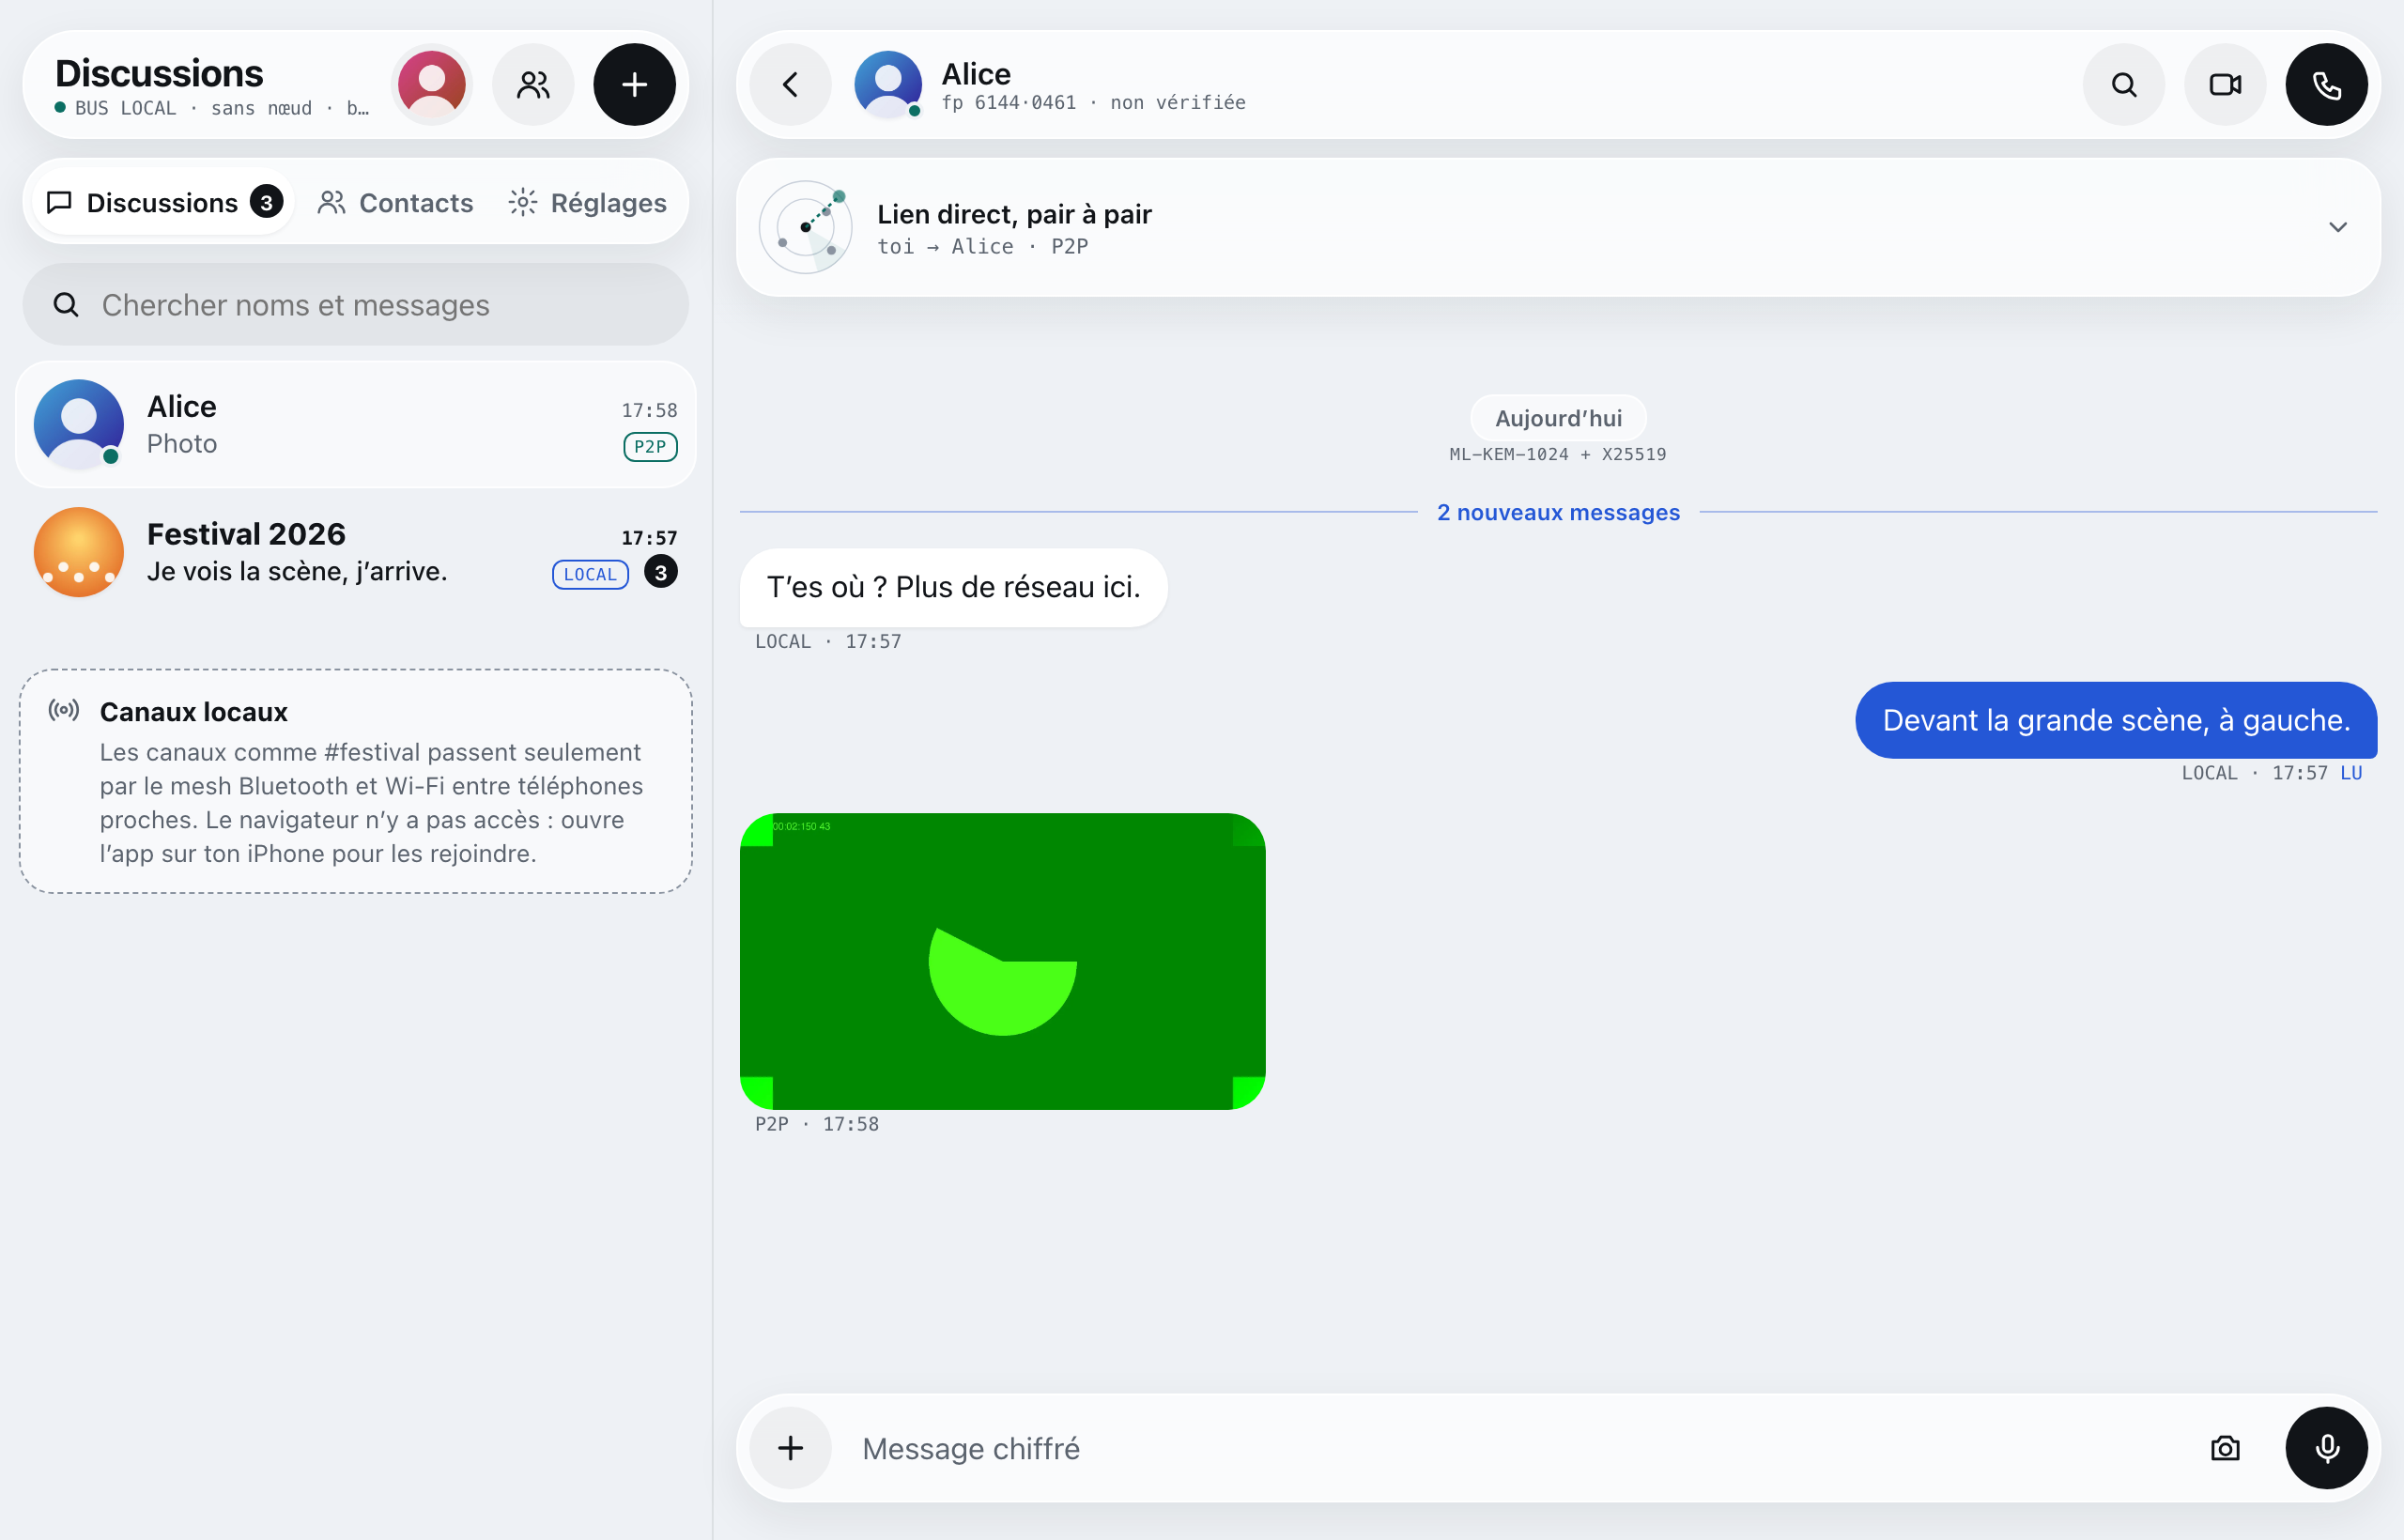 Discussions
BUS LOCAL · sans nœud · b…
Discussions 3
Contacts
Réglages
Chercher noms et messages
Alice
17:58
Photo
P2P
Festival 2026
17:57
Je vois la scène, j’arrive.
LOCAL
3
Canaux locaux
Les canaux comme #festival passent seulement
par le mesh Bluetooth et Wi-Fi entre téléphones
proches. Le navigateur n’y a pas accès : ouvre
l’app sur ton iPhone pour les rejoindre.
Alice
fp 6144·0461 · non vérifiée
Lien direct, pair à pair
toi → Alice · P2P
Aujourd’hui
ML-KEM-1024 + X25519
2 nouveaux messages
T’es où ? Plus de réseau ici.
LOCAL · 17:57
Devant la grande scène, à gauche.
LOCAL · 17:57 LU
00:02:150 43
P2P · 17:58
Message chiffré